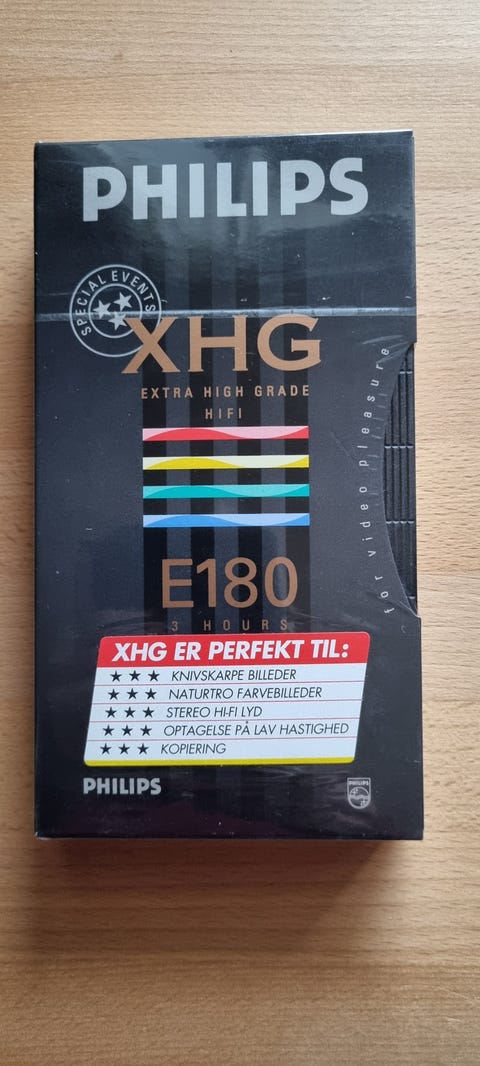 PHILIPS
SPECIAL EVENTS
XHG
EXTRA HIGH GRADE
HIFI
for video pleasure
E180
3 HOURS
XHG ER PERFEKT TIL:
★★★ KNIVSKARPE BILLEDER
★★★ NATURTRO FARVEBILLEDER
★★★ STEREO HI-FI LYD
★★★ OPTAGELSE PÅ LAV HASTIGHED
★★★ KOPIERING
PHILIPS
PHILIPS